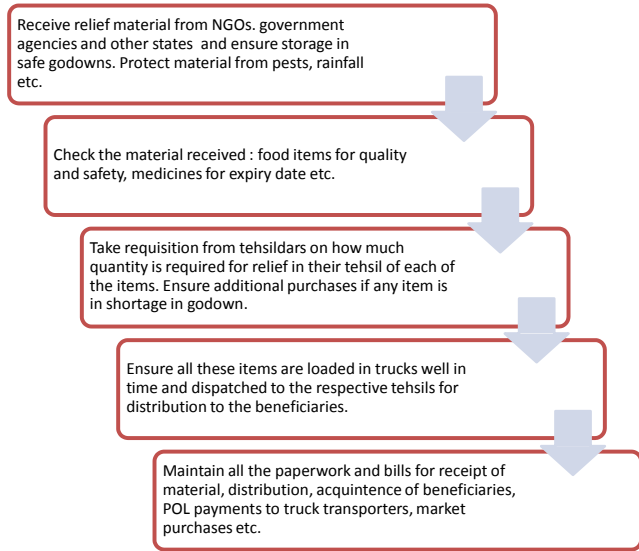 Receive relief material from NGOs. government
agencies and other states  and ensure storage in
safe godowns. Protect material from pests, rainfall
etc.
Check the material received : food items for quality
and safety, medicines for expiry date etc.
Take requisition from tehsildars on how much
quantity is required for relief in their tehsil of each of
the items. Ensure additional purchases if any item is
in shortage in godown.
Ensure all these items are loaded in trucks well in
time and dispatched to the respective tehsils for
distribution to the beneficiaries.
Maintain all the paperwork and bills for receipt of
material, distribution, acquintence of beneficiaries,
POL payments to truck transporters, market
purchases etc.